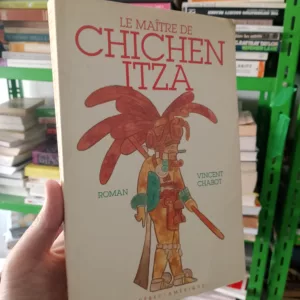 LE MAÎTRE DE
CHICHEN
ITZA
ROMAN
VINCENT
CHABOT